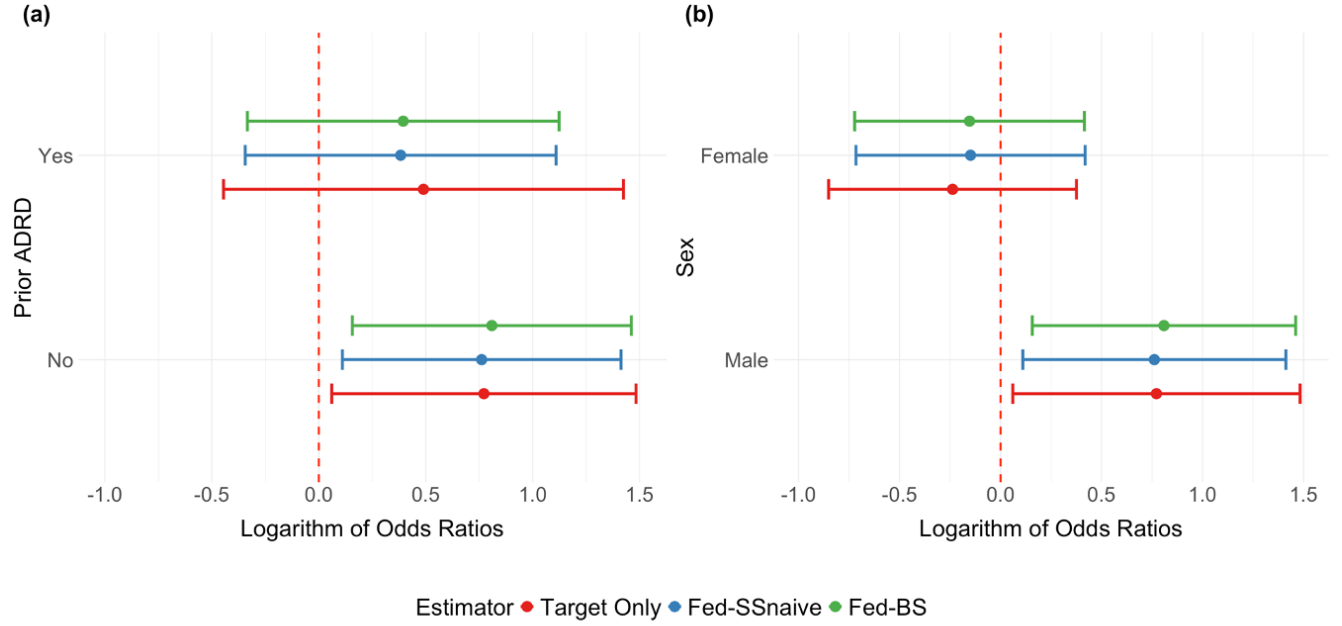 (a)
Prior ADRD
Yes
No
-1.0 -0.5 0.0 0.5 1.0 1.5
Logarithm of Odds Ratios
(b)
Sex
Female
Male
-1.0 -0.5 0.0 0.5 1.0 1.5
Logarithm of Odds Ratios
Estimator Target Only Fed-SSnaive Fed-BS